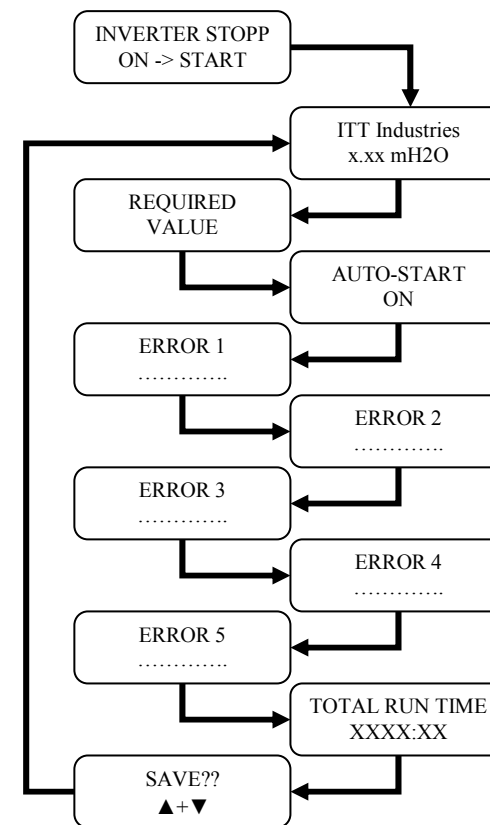 INVERTER STOPP
ON -> START
ITT Industries
x.xx mH2O
REQUIRED
VALUE
AUTO-START
ON
ERROR 1
………….
ERROR 2
………….
ERROR 3
………….
ERROR 4
………….
ERROR 5
………….
TOTAL RUN TIME
XXXX:XX
SAVE??
▲+▼